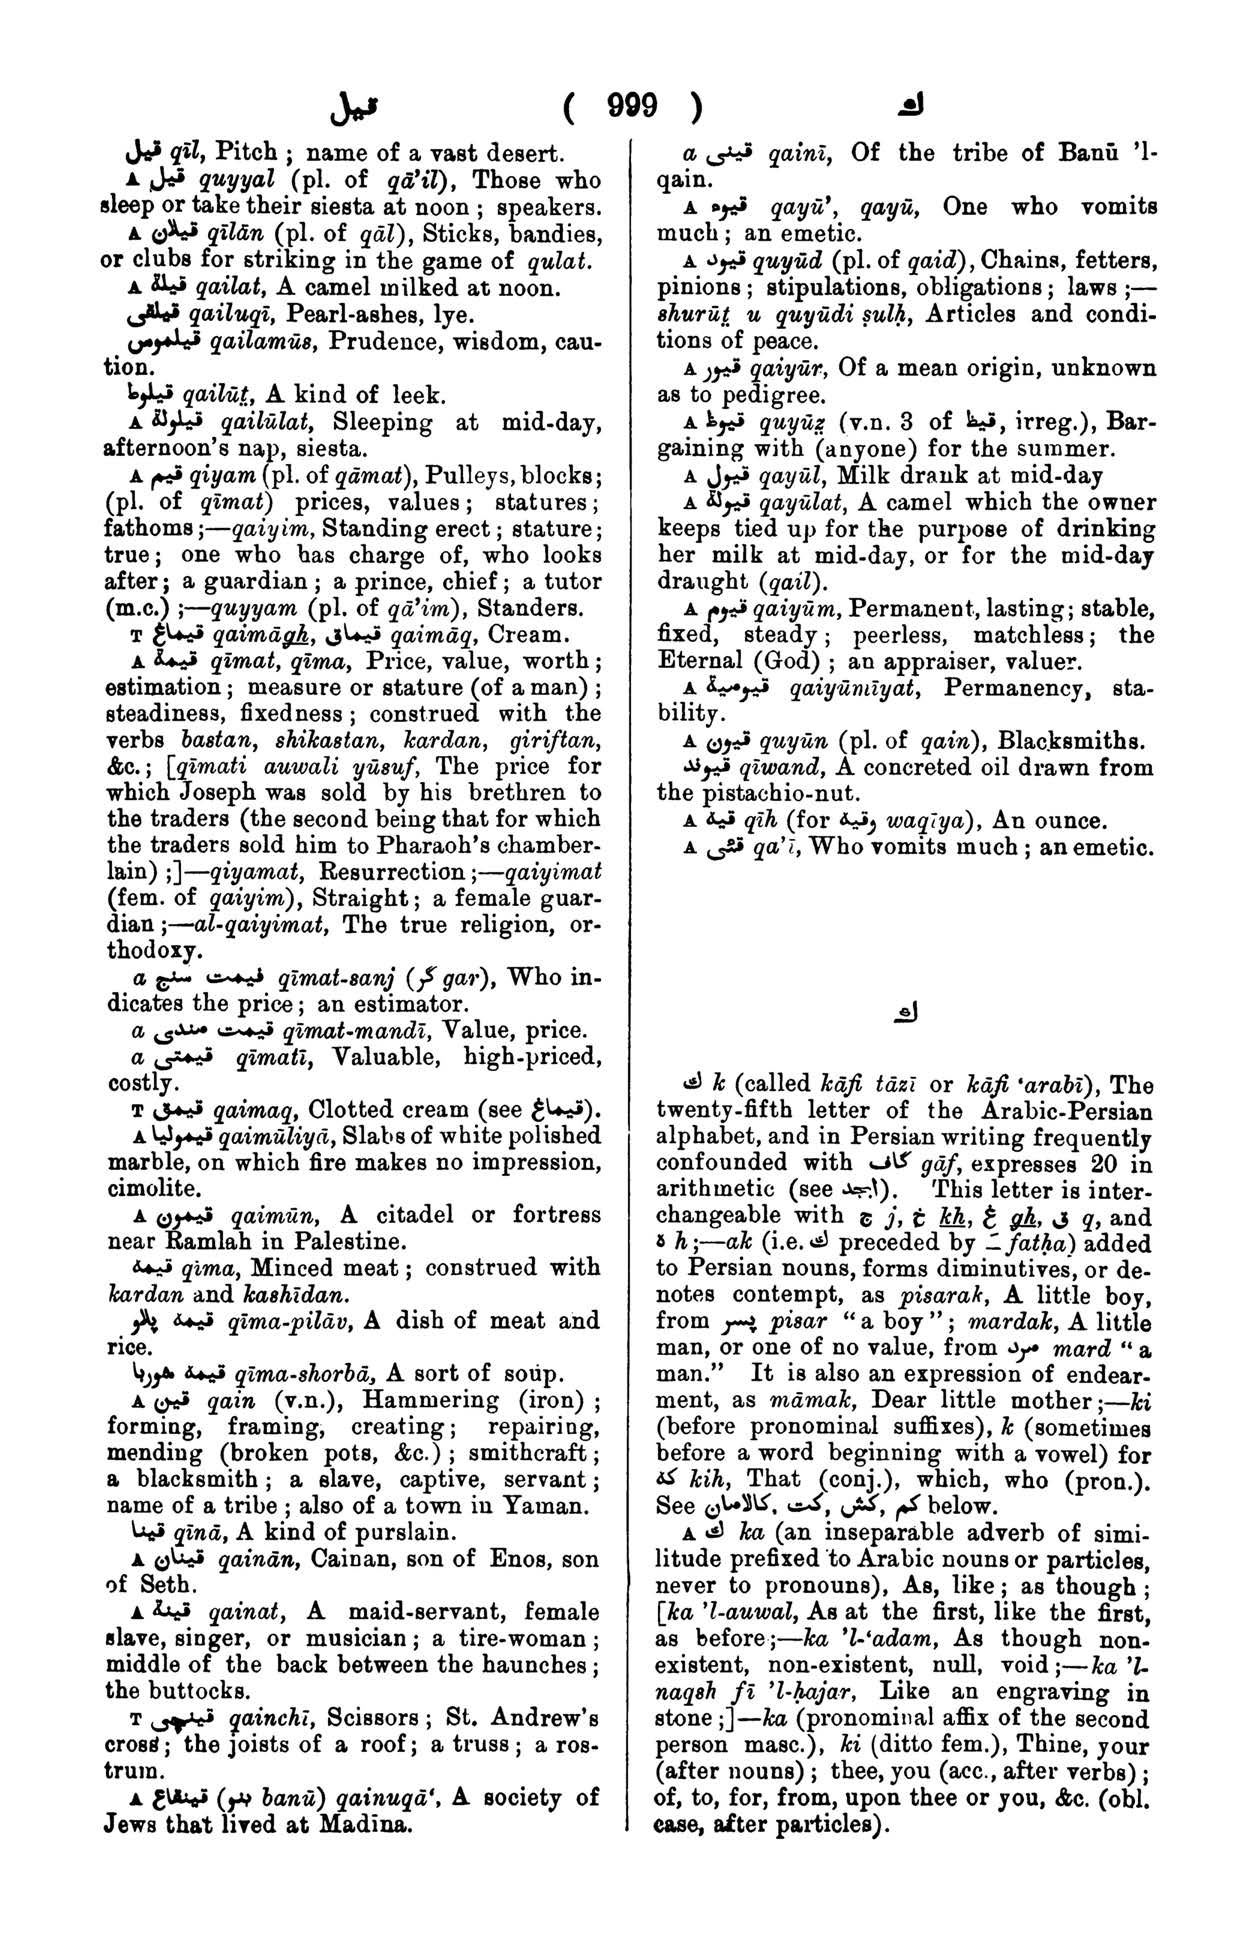 قيل ( 999 ) ك
قيل qīl, Pitch ; name of a vast desert.
A قيل quyyal (pl. of qā’il), Those who
sleep or take their siesta at noon ; speakers.
A قيلان qīlān (pl. of qāl), Sticks, bandies,
or clubs for striking in the game of qulat.
A قيلة qailat, A camel milked at noon.
قيلقى qailuqī, Pearl-ashes, lye.
قيلموس qailamūs, Prudence, wisdom, cau-
tion.
قيلوط qailūt̤, A kind of leek.
A قيلولة qailūlat, Sleeping at mid-day,
afternoon’s nap, siesta.
A قيم qiyam (pl. of qāmat), Pulleys, blocks ;
(pl. of qīmat) prices, values ; statures ;
fathoms ;—qaiyim, Standing erect ; stature ;
true ; one who has charge of, who looks
after ; a guardian ; a prince, chief ; a tutor
(m.c.) ;—quyyam (pl. of qā’im), Standers.
T قيماغ qaimāgh, قيماق qaimāq, Cream.
A قيمة qīmat, qīma, Price, value, worth ;
estimation ; measure or stature (of a man) ;
steadiness, fixedness ; construed with the
verbs bastan, shikastan, kardan, giriftan,
&c. ; [qīmati auwali yūsuf, The price for
which Joseph was sold by his brethren to
the traders (the second being that for which
the traders sold him to Pharaoh’s chamber-
lain) ;]—qiyamat, Resurrection ;—qaiyimat
(fem. of qaiyim), Straight ; a female guar-
dian ;—al-qaiyimat, The true religion, or-
thodoxy.
a قيمت سنج qīmat-sanj (گر gar), Who in-
dicates the price ; an estimator.
a قيمت مندى qīmat-mandī, Value, price.
a قيمتى qīmatī, Valuable, high-priced,
costly.
T قيمق qaimaq, Clotted cream (see قيماغ).
A قيموليا qaimūliyā, Slabs of white polished
marble, on which fire makes no impression,
cimolite.
A قيمون qaimūn, A citadel or fortress
near Ramlah in Palestine.
قيمه qīma, Minced meat ; construed with
kardan and kashīdan.
قيمه پلاو qīma-pilāv, A dish of meat and
rice.
قيمه شوربا qīma-shorbā, A sort of soup.
A قين qain (v.n.), Hammering (iron) ;
forming, framing, creating ; repairing,
mending (broken pots, &c.) ; smithcraft ;
a blacksmith ; a slave, captive, servant ;
name of a tribe ; also of a town in Yaman.
قينا qīnā, A kind of purslain.
A قينان qainān, Cainan, son of Enos, son
of Seth.
A قينة qainat, A maid-servant, female
slave, singer, or musician ; a tire-woman ;
middle of the back between the haunches ;
the buttocks.
T قينچى qainchī, Scissors ; St. Andrew’s
cross ; the joists of a roof ; a truss ; a ros-
trum.
A قينقاع (بنو banū) qainuqā‘, A society of
Jews that lived at Madīna.
a قينى qainī, Of the tribe of Banū ’l-
qain.
A قيوء qayū’, qayū, One who vomits
much ; an emetic.
A قيود quyūd (pl. of qaid), Chains, fetters,
pinions ; stipulations, obligations ; laws ;—
shurūt̤ u quyūdi ṣulḥ, Articles and condi-
tions of peace.
A قيور qaiyūr, Of a mean origin, unknown
as to pedigree.
A قيوظ quyūz̤ (v.n. 3 of قيظ, irreg.), Bar-
gaining with (anyone) for the summer.
A قيول qayūl, Milk drank at mid-day
A قيولة qayūlat, A camel which the owner
keeps tied up for the purpose of drinking
her milk at mid-day, or for the mid-day
draught (qail).
A قيوم qaiyūm, Permanent, lasting ; stable,
fixed, steady ; peerless, matchless ; the
Eternal (God) ; an appraiser, valuer.
A قيومية qaiyūmīyat, Permanency, sta-
bility.
A قيون quyūn (pl. of qain), Blacksmiths.
قيوند qīwand, A concreted oil drawn from
the pistachio-nut.
A قيه qīh (for وقيه waqīya), An ounce.
A قئى qa’ī, Who vomits much ; an emetic.
ك
ك k (called kāfi tāzī or kāfi ‘arabī), The
twenty-fifth letter of the Arabic-Persian
alphabet, and in Persian writing frequently
confounded with گاف gāf, expresses 20 in
arithmetic (see ابجد). This letter is inter-
changeable with ج j, خ kh, غ gh, ق q, and
ه h ;—ak (i.e. ك preceded by ـَ fatḥa) added
to Persian nouns, forms diminutives, or de-
notes contempt, as pisarak, A little boy,
from پسر pisar “a boy” ; mardak, A little
man, or one of no value, from مرد mard “a
man.” It is also an expression of endear-
ment, as māmak, Dear little mother ;—ki
(before pronominal suffixes), k (sometimes
before a word beginning with a vowel) for
كه kih, That (conj.), which, who (pron.).
See كم ,كش ,كت ,كالامان below.
A ك ka (an inseparable adverb of simi-
litude prefixed to Arabic nouns or particles,
never to pronouns), As, like ; as though ;
[ka ’l-auwal, As at the first, like the first,
as before ;—ka ’l-‘adam, As though non-
existent, non-existent, null, void ;—ka ’l-
naqsh fī ’l-ḥajar, Like an engraving in
stone ;]—ka (pronominal affix of the second
person masc.), ki (ditto fem.), Thine, your
(after nouns) ; thee, you (acc., after verbs) ;
of, to, for, from, upon thee or you, &c. (obl.
case, after particles).